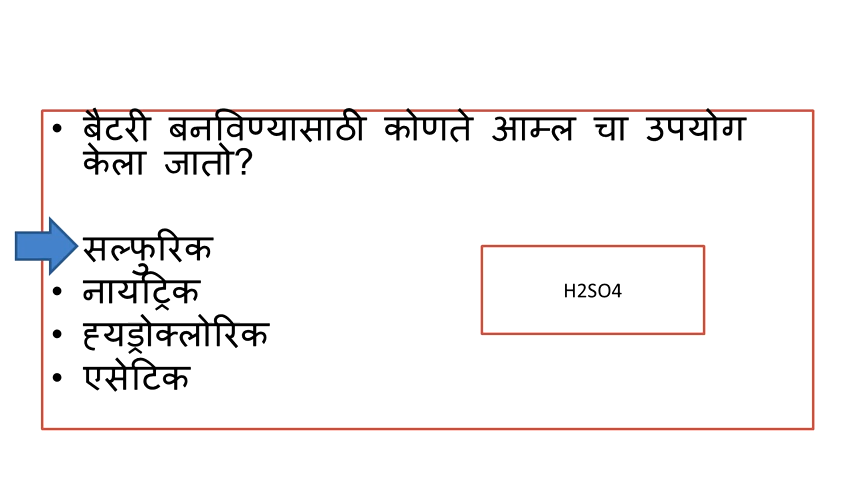 • बैटरी बनविण्यासाठी कोणते आम्ल चा उपयोग
केला जातो?
सल्फुरिक
• नायट्रिक
• ह्यड्रोक्लोरिक
• एसेटिक
H2SO4